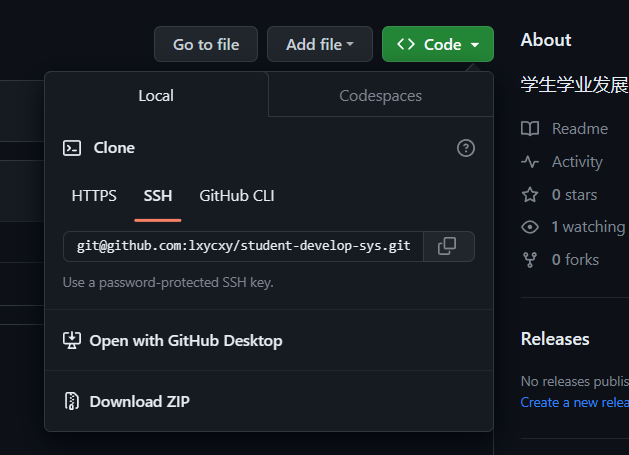 Go to file
Add file
Code
Local
Codespaces
Clone
HTTPS
SSH
GitHub CLI
git@github.com:lxycxy/student-develop-sys.git
Use a password-protected SSH key.
Open with GitHub Desktop
Download ZIP
About
学生学业发展
Readme
Activity
0 stars
1 watching
0 forks
Releases
No releases publis
Create a new relea